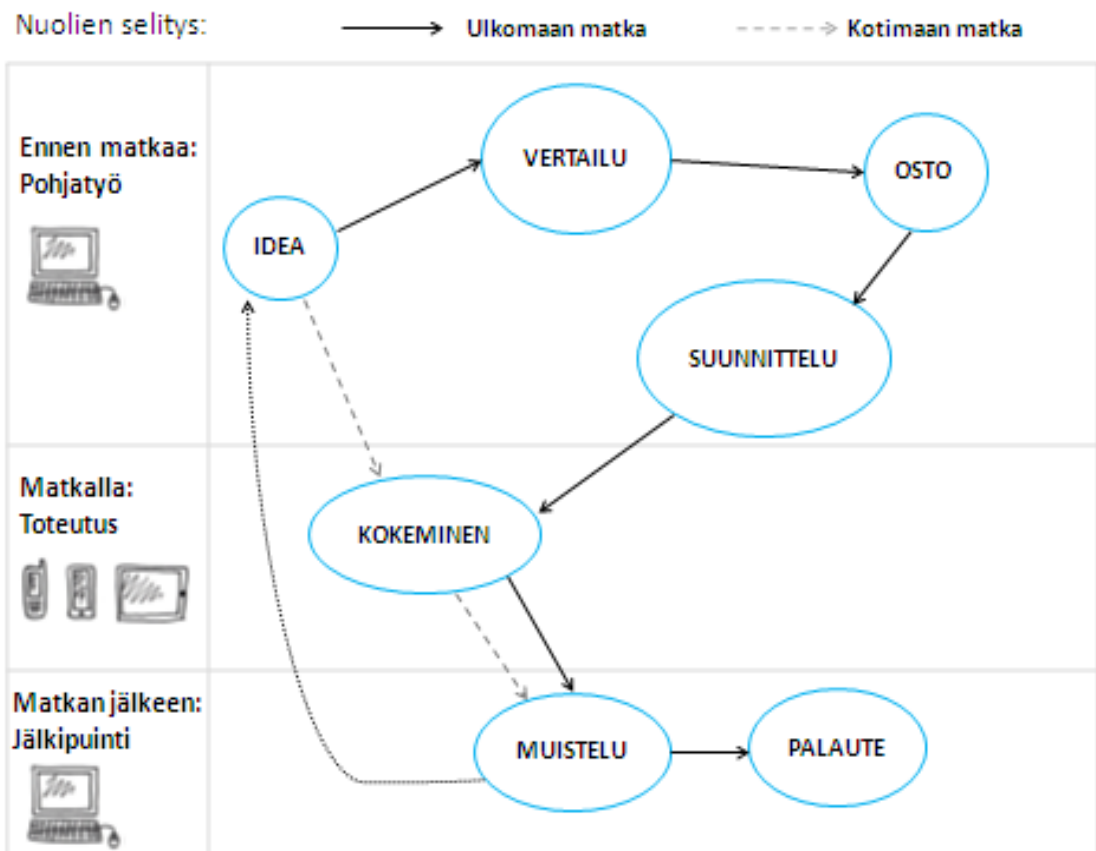 Nuolien selitys:
Ulkomaan matka
Kotimaan matka
Ennen matkaa:
Pohjatyö
VERTAILU
OSTO
IDEA
SUUNNITTELU
Matkalla:
Toteutus
KOKEMINEN
Matkan jälkeen:
Jälkipuinti
MUISTELU
PALAUTE